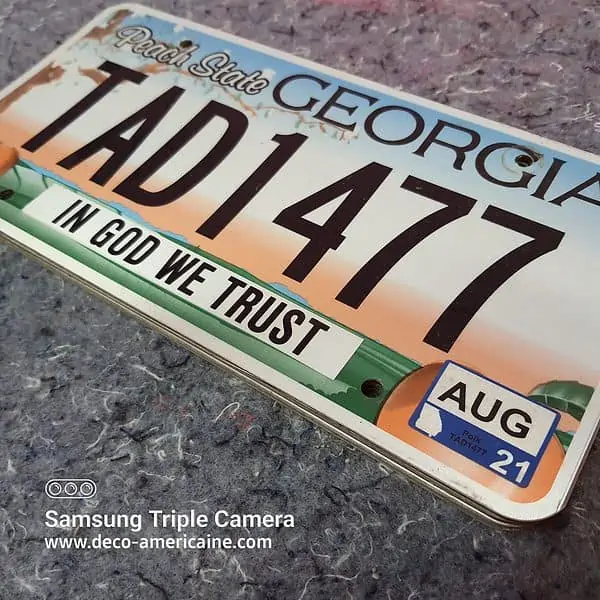 Peach State
GEORGIA
TAD1477
IN GOD WE TRUST
AUG
Polk
TAD1477
21
Samsung Triple Camera
www.deco-americaine.com